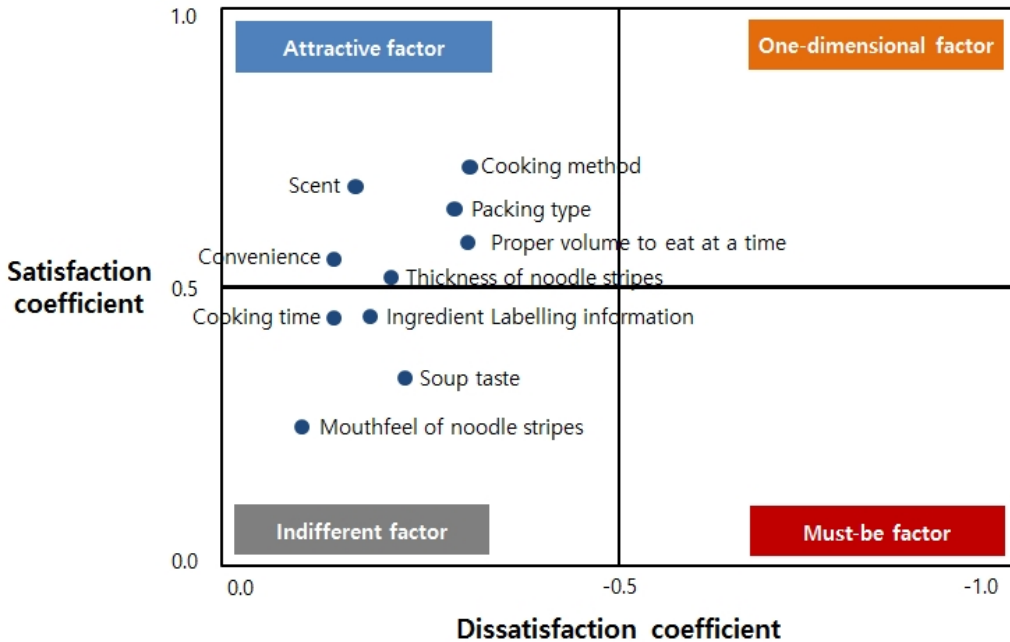 1.0
Attractive factor
One-dimensional factor
Cooking method
Scent
Packing type
Proper volume to eat at a time
Convenience
Thickness of noodle stripes
Satisfaction
coefficient
0.5
Cooking time
Ingredient Labelling information
Soup taste
Mouthfeel of noodle stripes
Indifferent factor
Must-be factor
0.0
0.0
-0.5
-1.0
Dissatisfaction coefficient